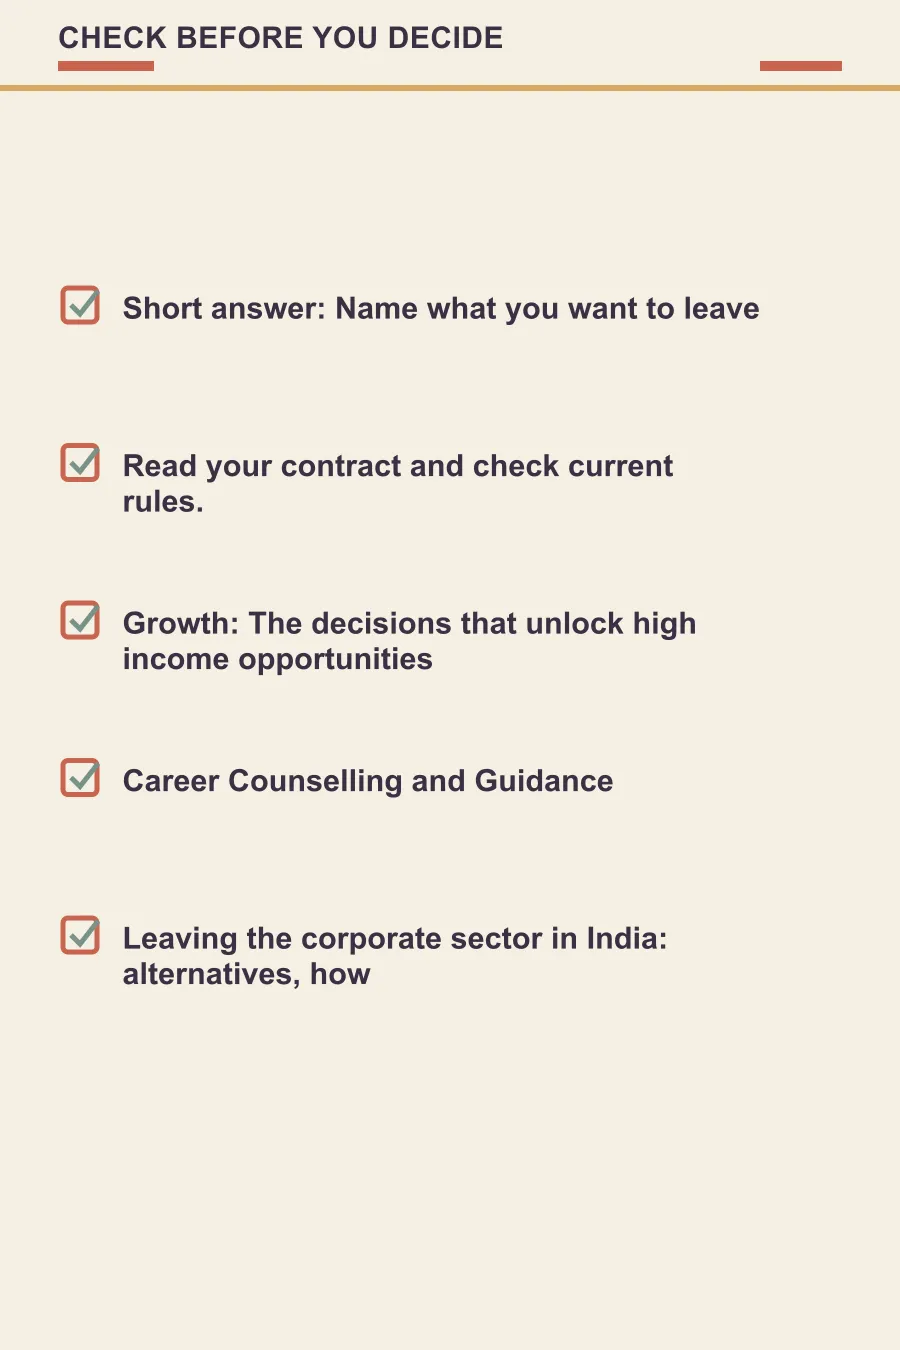 CHECK BEFORE YOU DECIDE
Short answer: Name what you want to leave
Read your contract and check current
rules.
Growth: The decisions that unlock high
income opportunities
Career Counselling and Guidance
Leaving the corporate sector in India:
alternatives, how